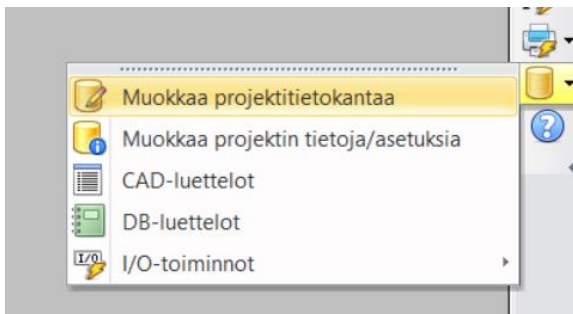 Muokkaa projektitietokantaa
Muokkaa projektin tietoja/asetuksia
CAD-luettelot
DB-luettelot
I/O
I/O-toiminnot